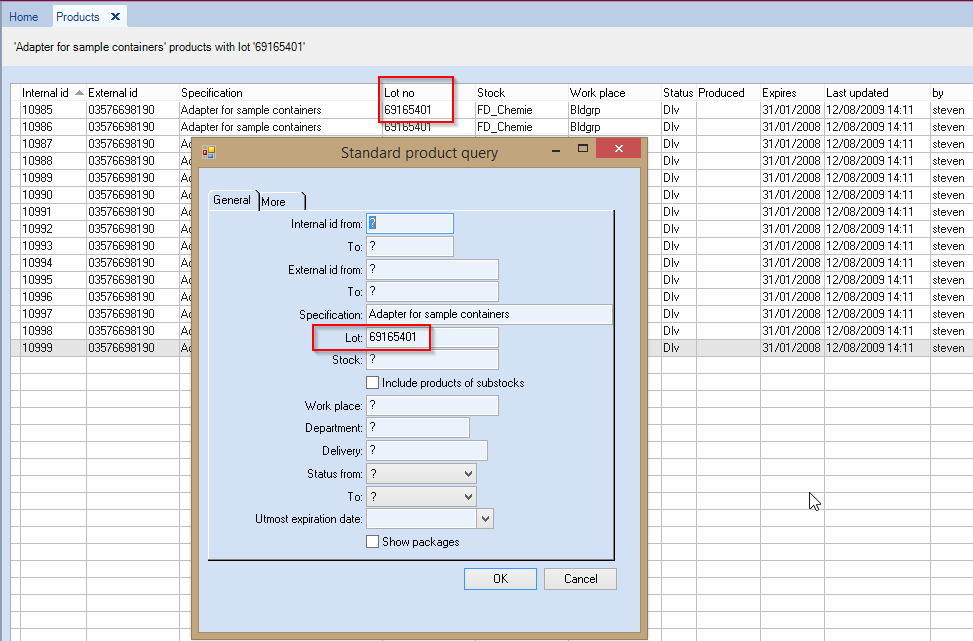 Home Products X
'Adapter for sample containers' products with lot '69165401'
Internal id External id Specification Lot no Stock Work place Status Produced Expires Last updated by
10985 03576698190 Adapter for sample containers 69165401 FD_Chemie Bldgrp Dlv 31/01/2008 12/08/2009 14:11 steven
10986 03576698190 Adapter for sample containers 69165401 FD_Chemie Bldgrp Dlv 31/01/2008 12/08/2009 14:11 steven
10987 03576698190 Dlv 31/01/2008 12/08/2009 14:11 steven
10988 03576698190 Dlv 31/01/2008 12/08/2009 14:11 steven
10989 03576698190 Dlv 31/01/2008 12/08/2009 14:11 steven
10990 03576698190 Dlv 31/01/2008 12/08/2009 14:11 steven
10991 03576698190 Dlv 31/01/2008 12/08/2009 14:11 steven
10992 03576698190 Dlv 31/01/2008 12/08/2009 14:11 steven
10993 03576698190 Dlv 31/01/2008 12/08/2009 14:11 steven
10994 03576698190 Dlv 31/01/2008 12/08/2009 14:11 steven
10995 03576698190 Dlv 31/01/2008 12/08/2009 14:11 steven
10996 03576698190 Dlv 31/01/2008 12/08/2009 14:11 steven
10997 03576698190 Dlv 31/01/2008 12/08/2009 14:11 steven
10998 03576698190 Dlv 31/01/2008 12/08/2009 14:11 steven
10999 03576698190 Dlv 31/01/2008 12/08/2009 14:11 steven
Standard product query
General More
Internal id from: ?
To: ?
External id from: ?
To: ?
Specification: Adapter for sample containers
Lot: 69165401
Stock: ?
Include products of substocks
Work place: ?
Department: ?
Delivery: ?
Status from: ?
To: ?
Utmost expiration date:
Show packages
OK Cancel